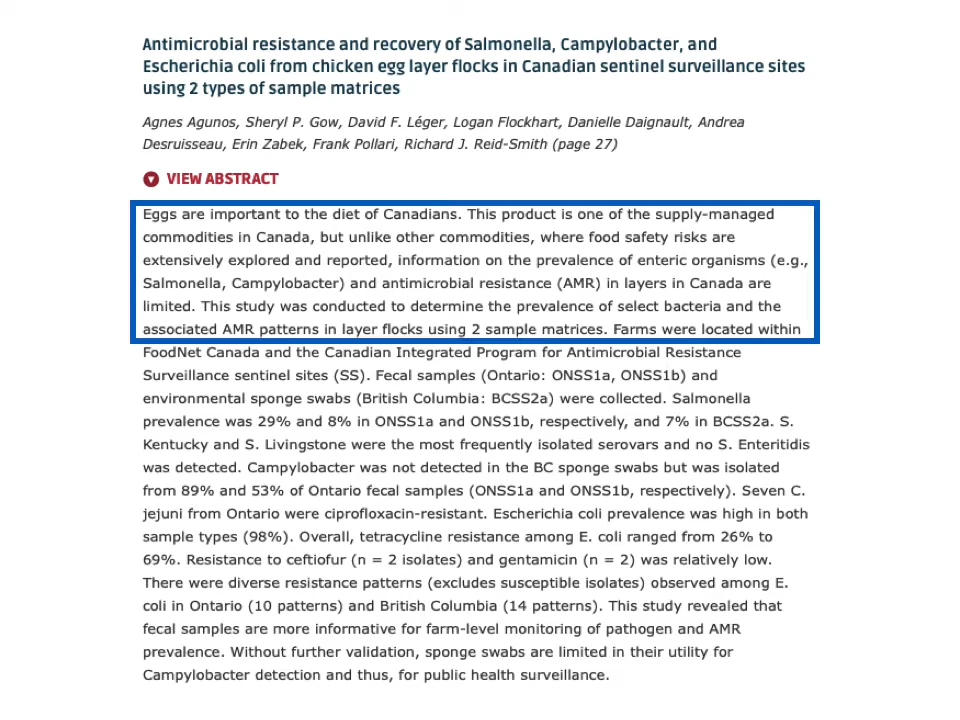 Antimicrobial resistance and recovery of Salmonella, Campylobacter, and
Escherichia coli from chicken egg layer flocks in Canadian sentinel surveillance sites
using 2 types of sample matrices
Agnes Agunos, Sheryl P. Gow, David F. Léger, Logan Flockhart, Danielle Daignault, Andrea
Desruisseau, Erin Zabek, Frank Pollari, Richard J. Reid-Smith (page 27)
VIEW ABSTRACT
Eggs are important to the diet of Canadians. This product is one of the supply-managed
commodities in Canada, but unlike other commodities, where food safety risks are
extensively explored and reported, information on the prevalence of enteric organisms (e.g.,
Salmonella, Campylobacter) and antimicrobial resistance (AMR) in layers in Canada are
limited. This study was conducted to determine the prevalence of select bacteria and the
associated AMR patterns in layer flocks using 2 sample matrices. Farms were located within
FoodNet Canada and the Canadian Integrated Program for Antimicrobial Resistance
Surveillance sentinel sites (SS). Fecal samples (Ontario: ONSS1a, ONSS1b) and
environmental sponge swabs (British Columbia: BCSS2a) were collected. Salmonella
prevalence was 29% and 8% in ONSS1a and ONSS1b, respectively, and 7% in BCSS2a. S.
Kentucky and S. Livingstone were the most frequently isolated serovars and no S. Enteritidis
was detected. Campylobacter was not detected in the BC sponge swabs but was isolated
from 89% and 53% of Ontario fecal samples (ONSS1a and ONSS1b, respectively). Seven C.
jejuni from Ontario were ciprofloxacin-resistant. Escherichia coli prevalence was high in both
sample types (98%). Overall, tetracycline resistance among E. coli ranged from 26% to
69%. Resistance to ceftiofur (n = 2 isolates) and gentamicin (n = 2) was relatively low.
There were diverse resistance patterns (excludes susceptible isolates) observed among E.
coli in Ontario (10 patterns) and British Columbia (14 patterns). This study revealed that
fecal samples are more informative for farm-level monitoring of pathogen and AMR
prevalence. Without further validation, sponge swabs are limited in their utility for
Campylobacter detection and thus, for public health surveillance.